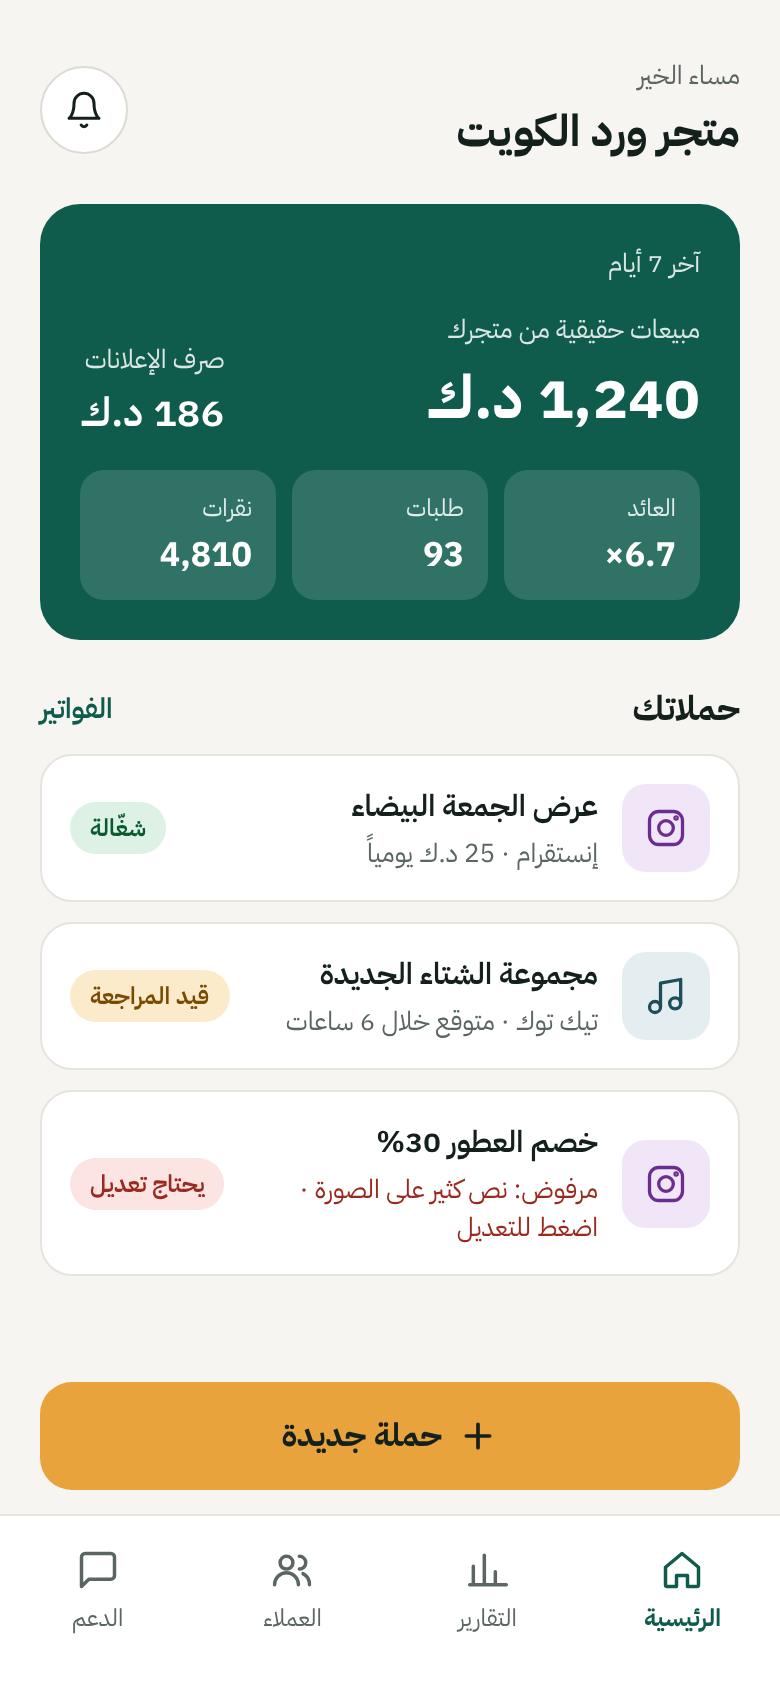 مساء الخير
متجر ورد الكويت
آخر 7 أيام
مبيعات حقيقية من متجرك
1,240 د.ك
صرف الإعلانات
186 د.ك
العائد
6.7×
طلبات
93
نقرات
4,810
حملاتك
الفواتير
عرض الجمعة البيضاء
إنستقرام · 25 د.ك يومياً
شغّالة
مجموعة الشتاء الجديدة
تيك توك · متوقع خلال 6 ساعات
قيد المراجعة
خصم العطور 30%
مرفوض: نص كثير على الصورة ·
اضغط للتعديل
يحتاج تعديل
حملة جديدة
الرئيسية
التقارير
العملاء
الدعم